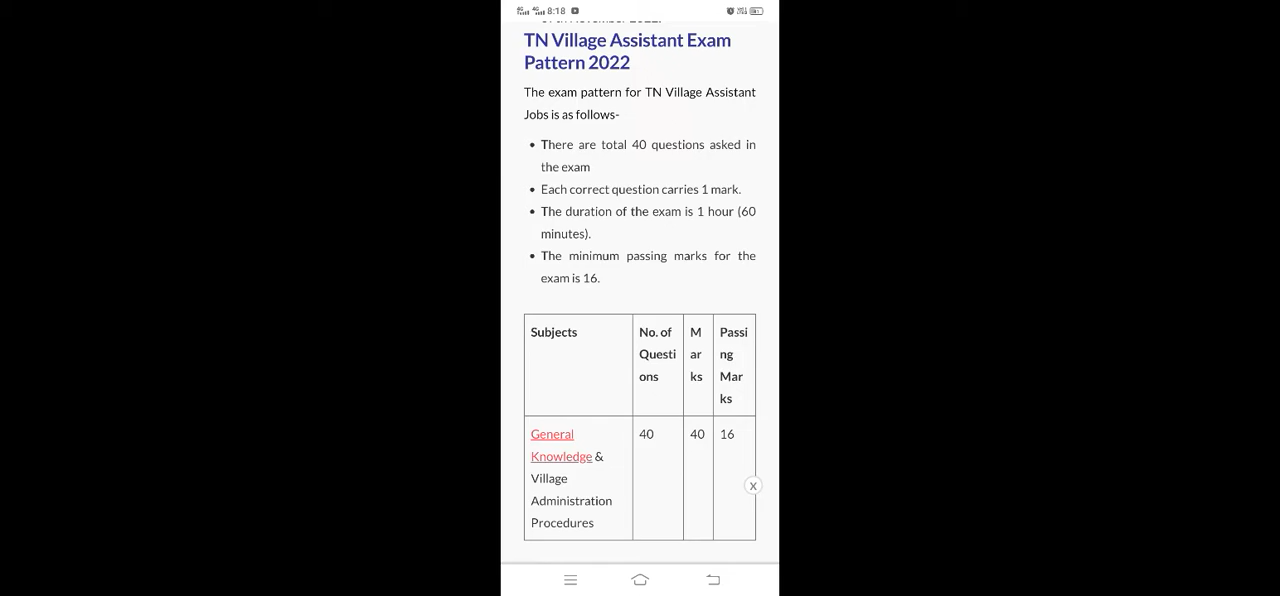 8:18
TN Village Assistant Exam
Pattern 2022
The exam pattern for TN Village Assistant
Jobs is as follows-
• There are total 40 questions asked in
the exam
• Each correct question carries 1 mark.
• The duration of the exam is 1 hour (60
minutes).
• The minimum passing marks for the
exam is 16.
Subjects
No. of
Questi
ons
M
ar
ks
Passi
ng
Mar
ks
General
Knowledge &
Village
Administration
Procedures
40
40
16
X